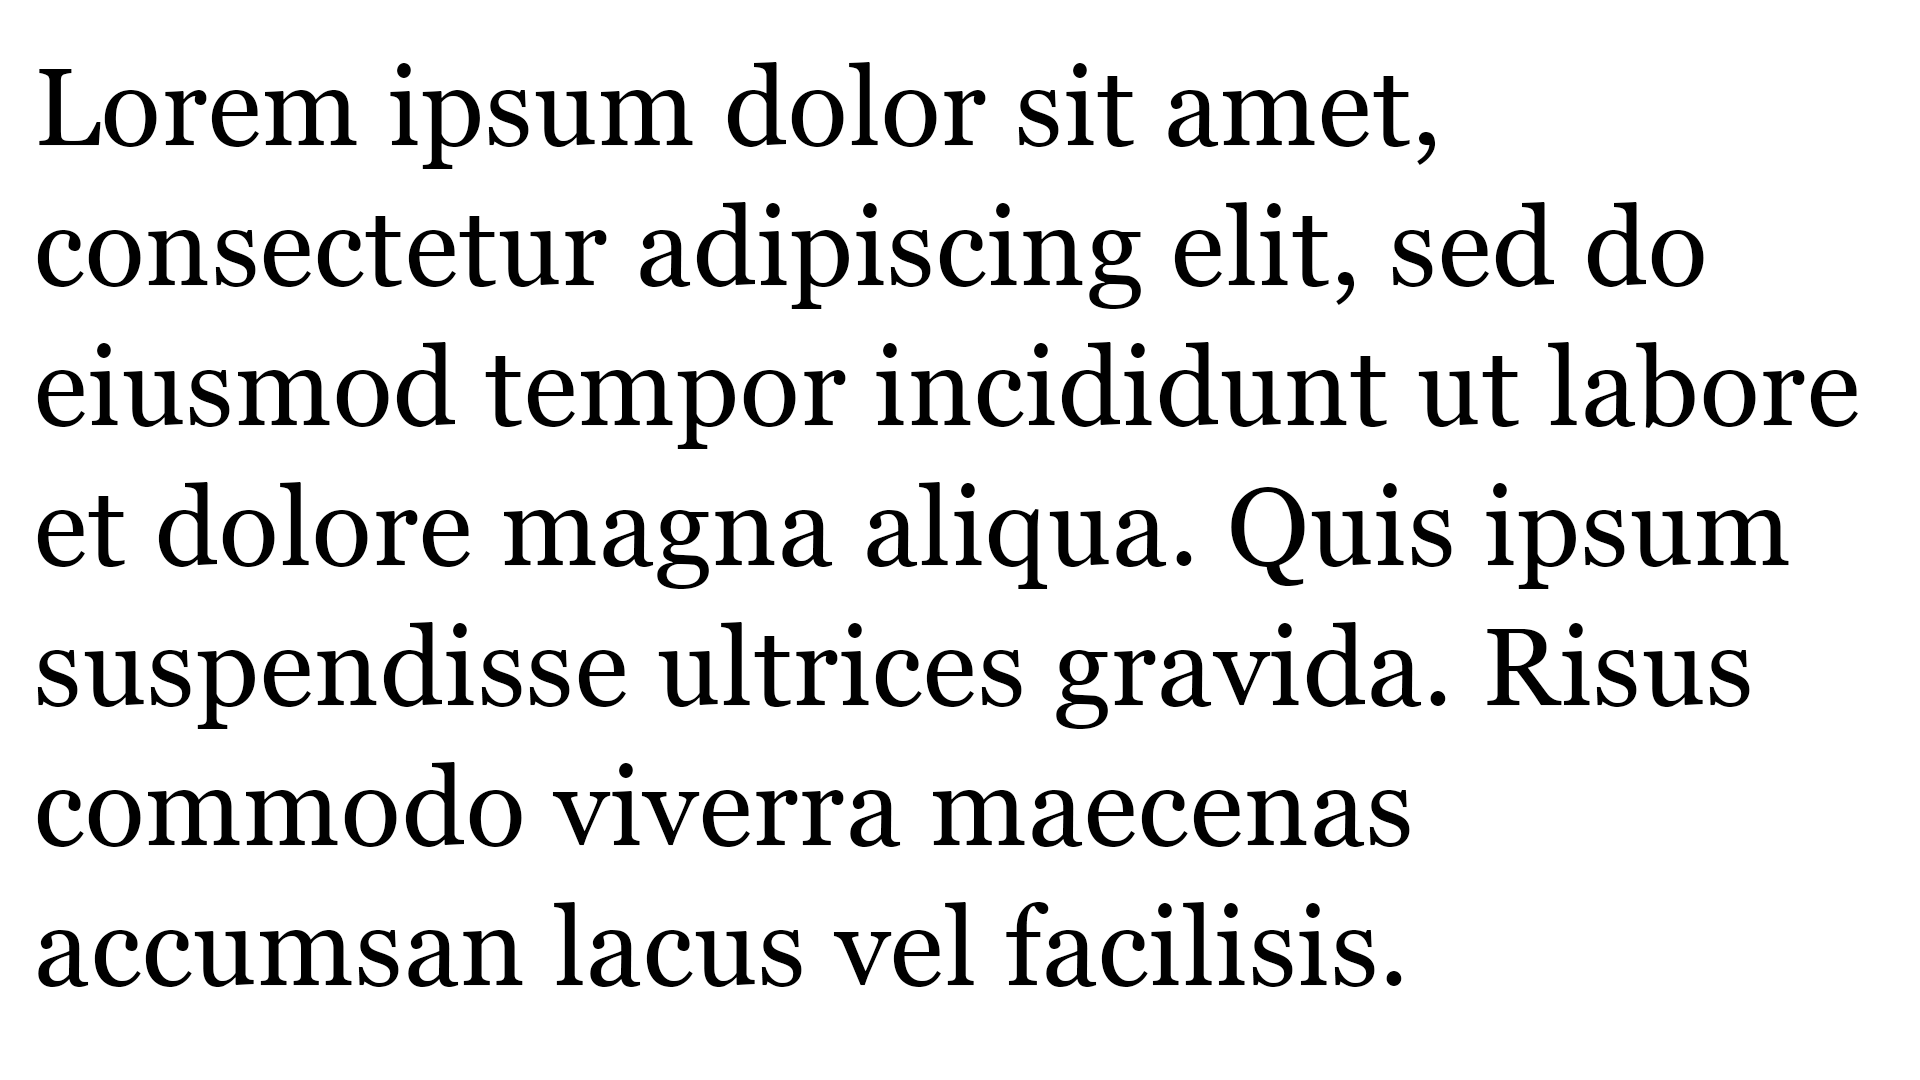 Lorem ipsum dolor sit amet,
consectetur adipiscing elit, sed do
eiusmod tempor incididunt ut labore
et dolore magna aliqua. Quis ipsum
suspendisse ultrices gravida. Risus
commodo viverra maecenas
accumsan lacus vel facilisis.